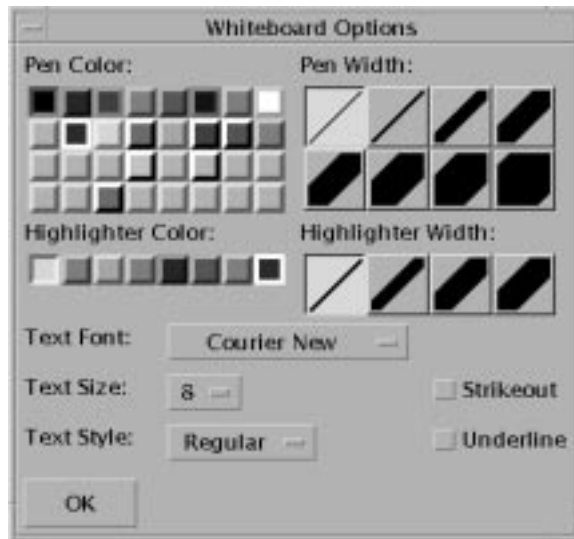 Whiteboard Options
Pen Color: Pen Width:
Highlighter Color: Highlighter Width:
Text Font: Courier New
Text Size: 8 Strikeout
Text Style: Regular Underline
OK